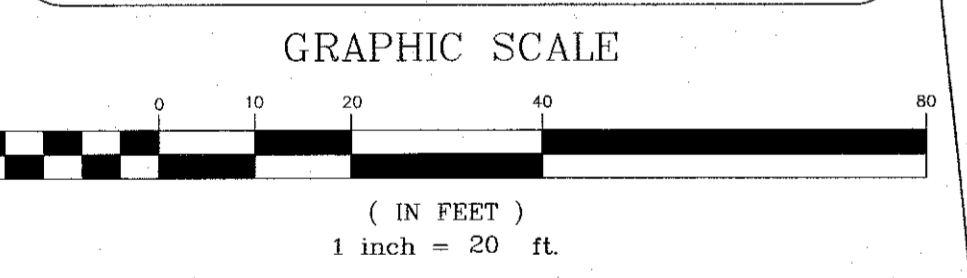 GRAPHIC SCALE
0 10 20 40 80
( IN FEET )
1 inch = 20 ft.